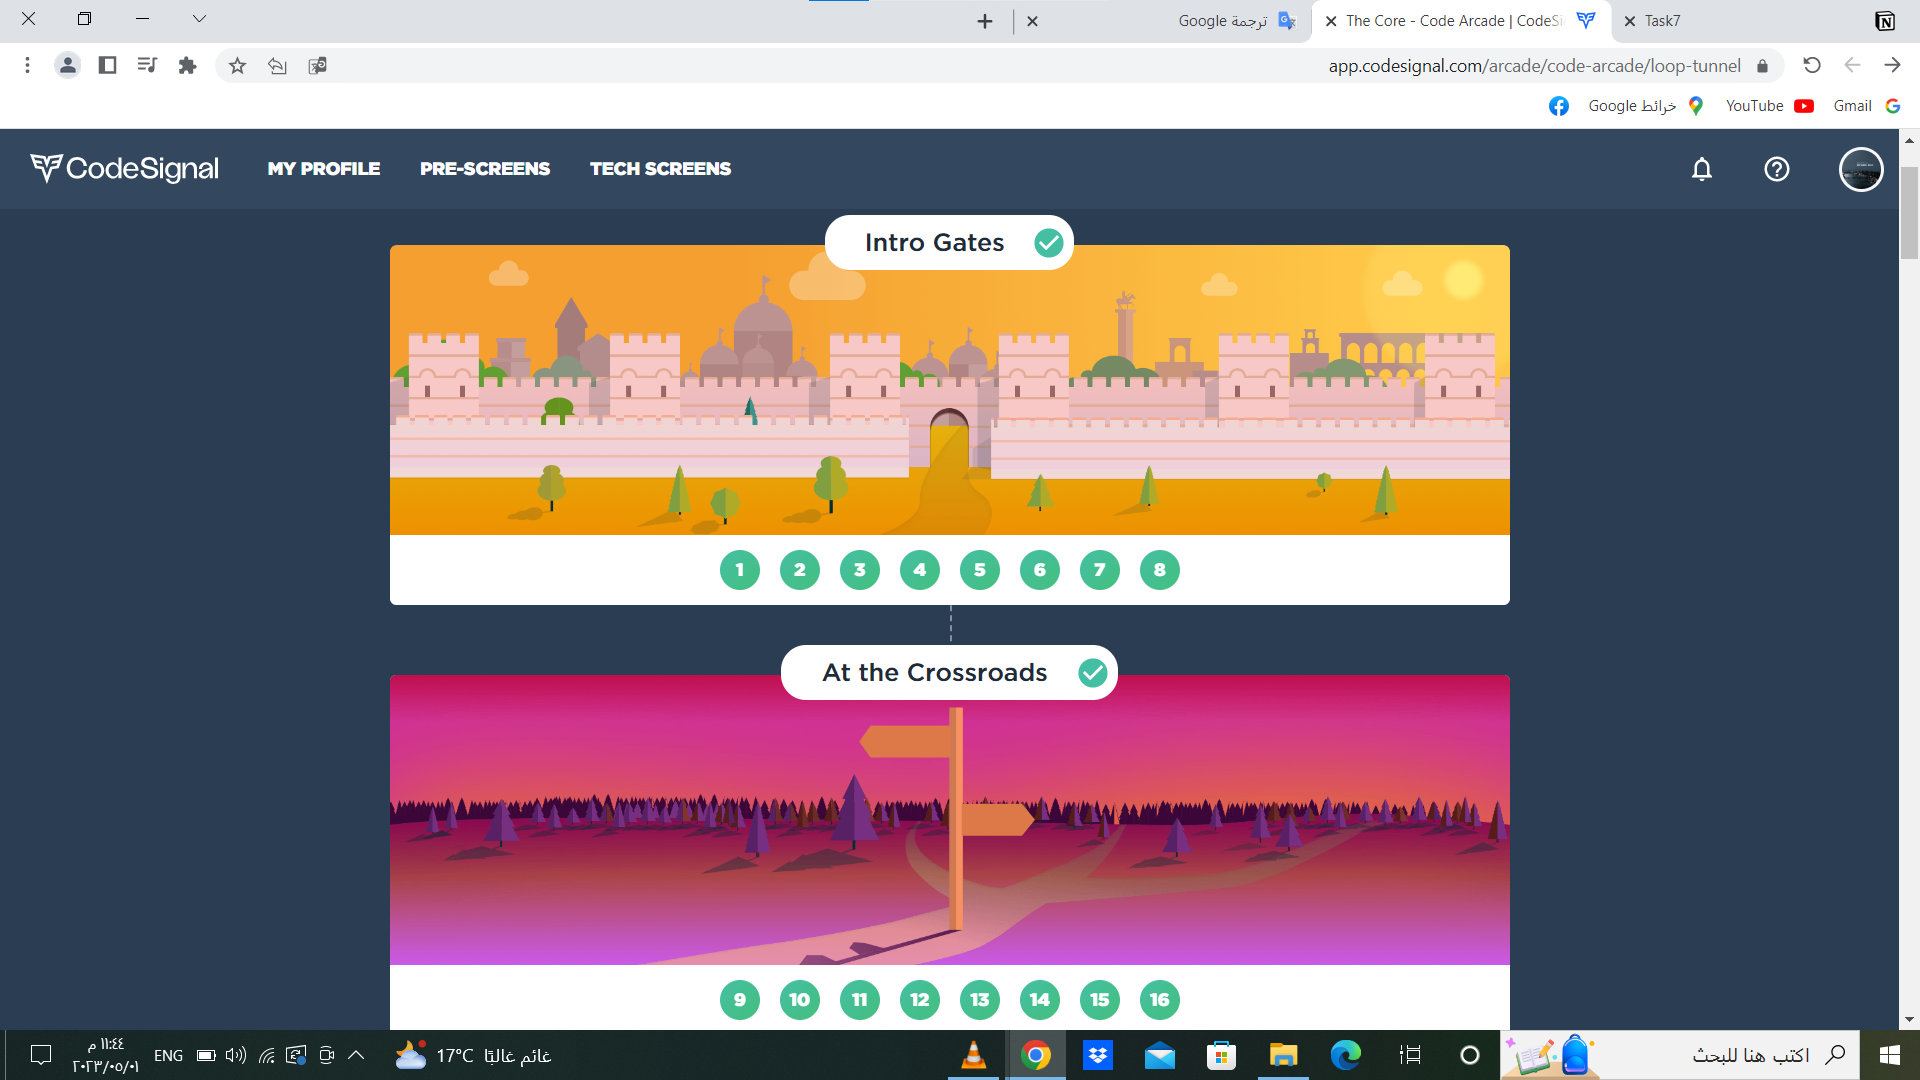 Google ترجمة
The Core - Code Arcade | CodeSi
Task7
app.codesignal.com/arcade/code-arcade/loop-tunnel
خرائط Google
YouTube
Gmail
CodeSignal
MY PROFILE
PRE-SCREENS
TECH SCREENS
Intro Gates
1 2 3 4 5 6 7 8
At the Crossroads
9 10 11 12 13 14 15 16
١١:٤٤ م
٢٠٢٣/٠٥/٠١
ENG
17°C غائم غالبًا
اكتب هنا للبحث